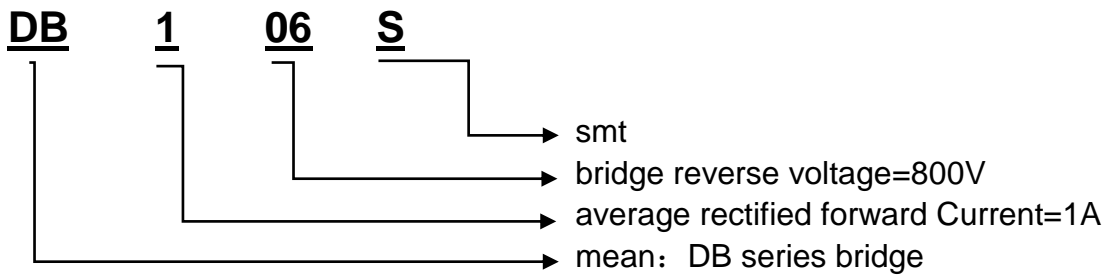 DB 1 06 S
smt
bridge reverse voltage=800V
average rectified forward Current=1A
mean：DB series bridge